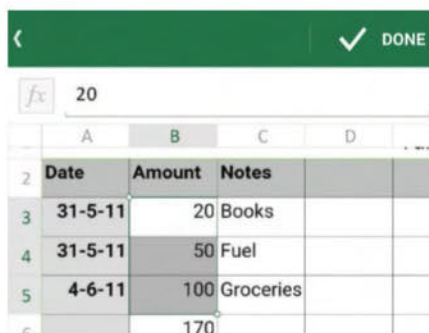 DONE
fx 20
A B C D
2 Date Amount Notes
3 31-5-11 20 Books
4 31-5-11 50 Fuel
5 4-6-11 100 Groceries
170